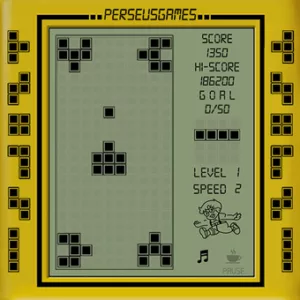 PERSEUSGAMES
SCORE
1350
HI-SCORE
186200
GOAL
0/50
LEVEL 1
SPEED 2
PAUSE